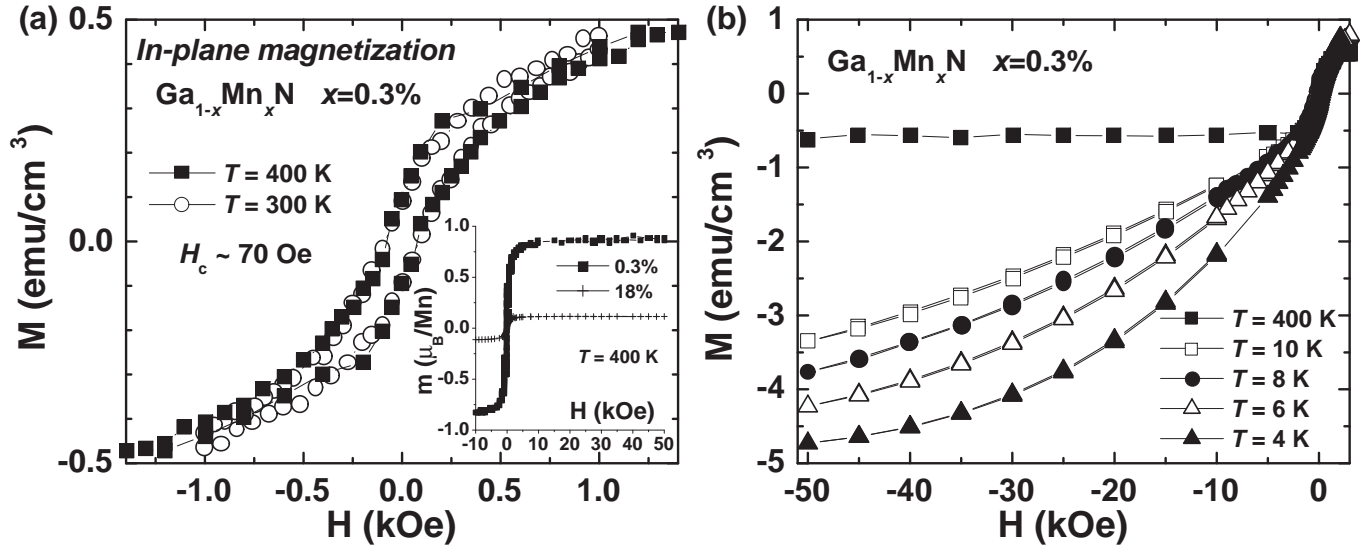 (a)
In-plane magnetization
Ga1-xMnxN x=0.3%
T = 400 K
T = 300 K
Hc ~ 70 Oe
M (emu/cm3)
0.5
0.0
-0.5
-1.0 -0.5 0.0 0.5 1.0
H (kOe)
m (μB/Mn)
1.0
0.5
0.0
-0.5
-1.0
0.3%
18%
T = 400 K
H (kOe)
-10 0 10 20 30 40 50
(b)
Ga1-xMnxN x=0.3%
M (emu/cm3)
1
0
-1
-2
-3
-4
-5
T = 400 K
T = 10 K
T = 8 K
T = 6 K
T = 4 K
-50 -40 -30 -20 -10 0
H (kOe)